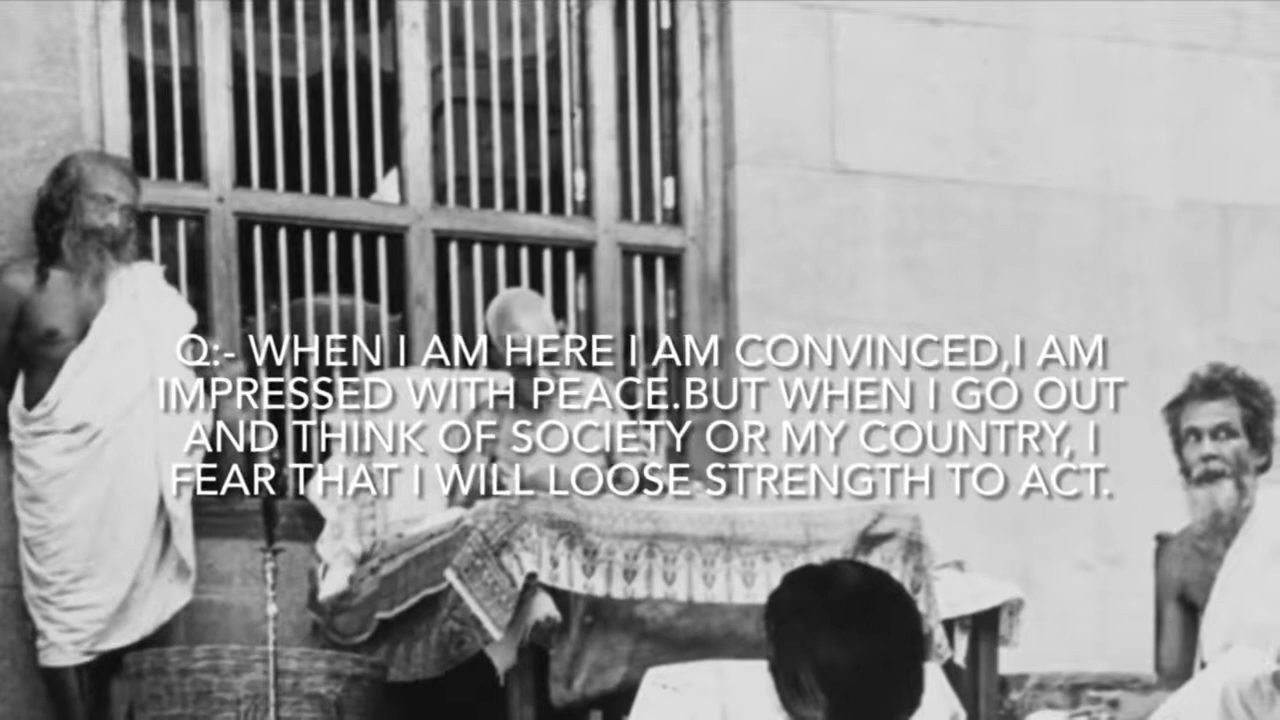 Q:- WHEN I AM HERE I AM CONVINCED,I AM
IMPRESSED WITH PEACE.BUT WHEN I GO OUT
AND THINK OF SOCIETY OR MY COUNTRY, I
FEAR THAT I WILL LOOSE STRENGTH TO ACT.